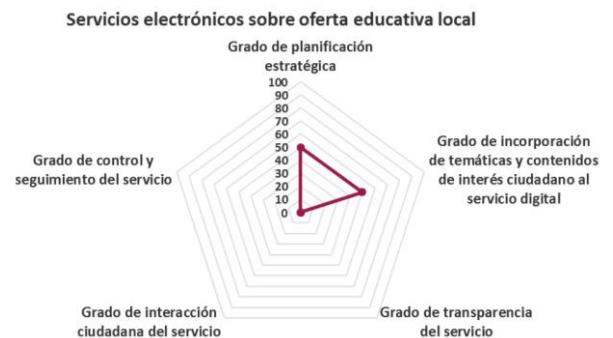 Servicios electrónicos sobre oferta educativa local
Grado de planificación
estratégica
100
90
80
70
60
50
40
30
20
10
0
Grado de incorporación
de temáticas y contenidos
de interés ciudadano al
servicio digital
Grado de control y
seguimiento del servicio
Grado de interacción
ciudadana del servicio
Grado de transparencia
del servicio